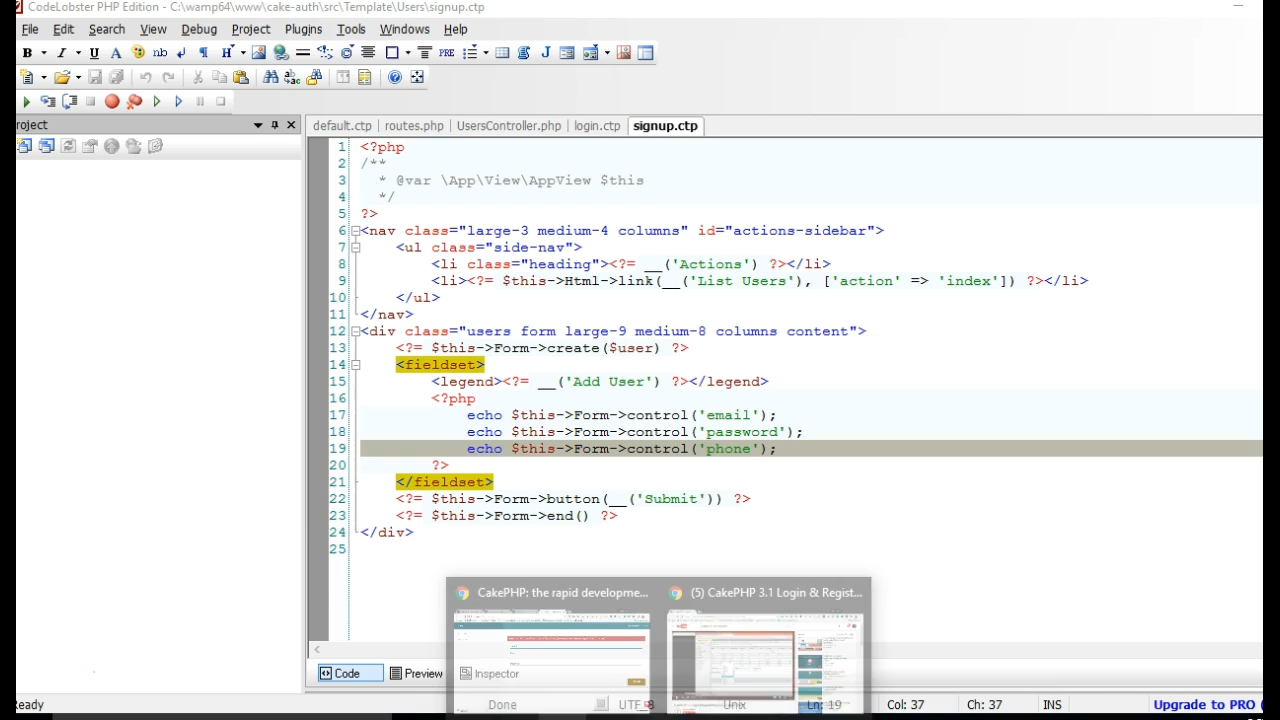 CodeLobster PHP Edition - C:\wamp64\www\cake-auth\src\Template\Users\signup.ctp
File Edit Search View Debug Project Plugins Tools Windows Help
B I U A nb ¶ H PRE J
roject
default.ctp routes.php UsersController.php login.ctp signup.ctp
1 <?php
2 /**
3 * @var \App\View\AppView $this
4 */
5 ?>
6 <nav class="large-3 medium-4 columns" id="actions-sidebar">
7 <ul class="side-nav">
8 <li class="heading"><?= __('Actions') ?></li>
9 <li><?= $this->Html->link(__('List Users'), ['action' => 'index']) ?></li>
10 </ul>
11 </nav>
12 <div class="users form large-9 medium-8 columns content">
13 <?= $this->Form->create($user) ?>
14 <fieldset>
15 <legend><?= __('Add User') ?></legend>
16 <?php
17 echo $this->Form->control('email');
18 echo $this->Form->control('password');
19 echo $this->Form->control('phone');
20 ?>
21 </fieldset>
22 <?= $this->Form->button(__('Submit')) ?>
23 <?= $this->Form->end() ?>
24 </div>
25
CakePHP: the rapid developme... (5) CakePHP 3.1 Login & Regist...
Code Preview Inspector
eady Done UTF-8 Unix Ln: 19 Col: 37 Ch: 37 INS Upgrade to PRO (